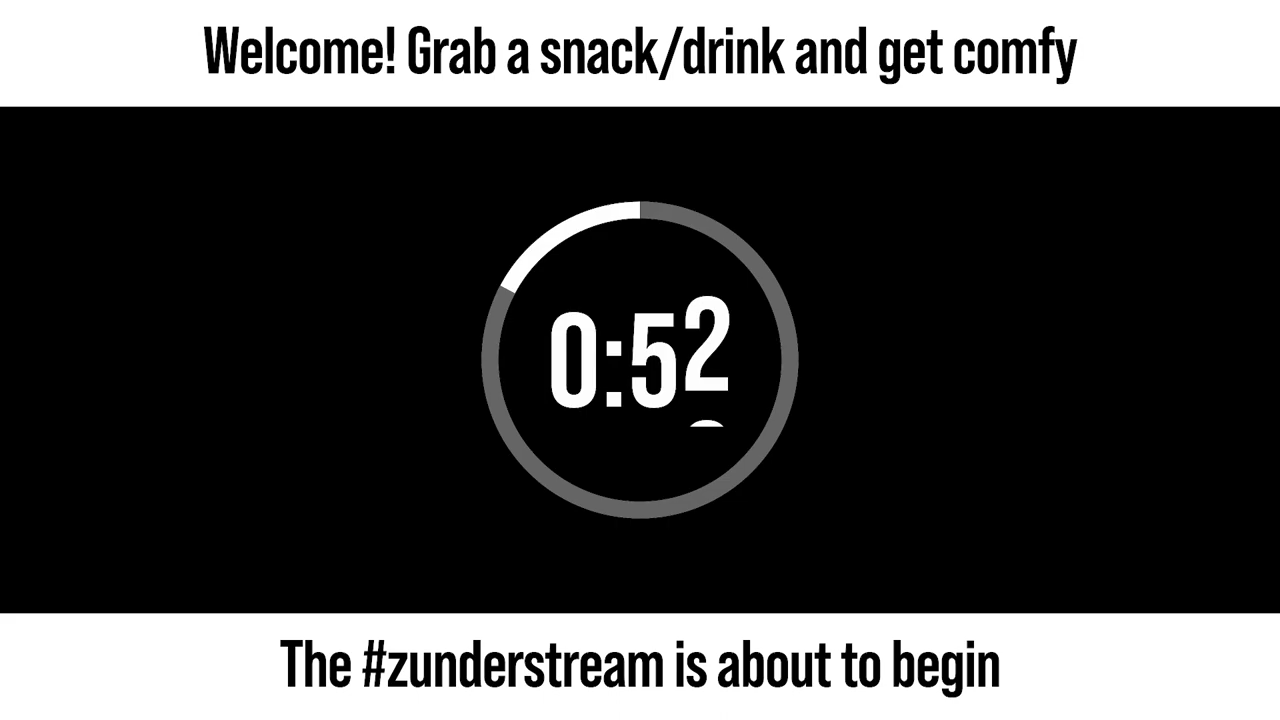 Welcome! Grab a snack/drink and get comfy
0:52
The #zunderstream is about to begin